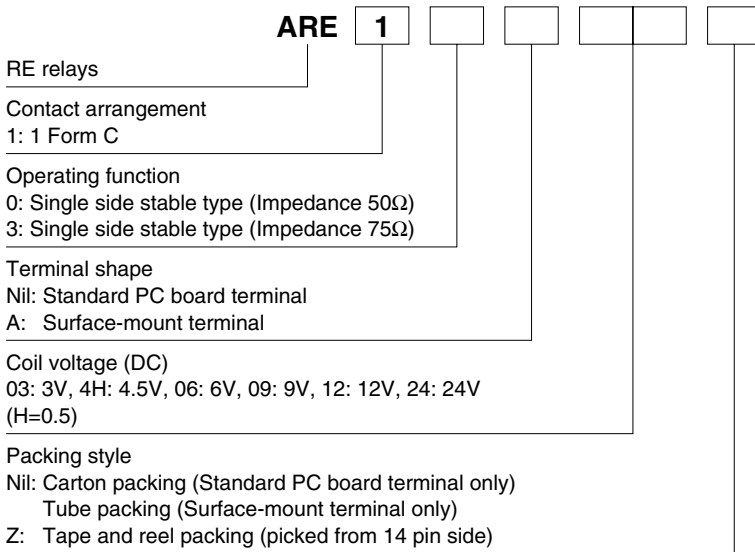 ARE 1
RE relays
Contact arrangement
1: 1 Form C
Operating function
0: Single side stable type (Impedance 50Ω)
3: Single side stable type (Impedance 75Ω)
Terminal shape
Nil: Standard PC board terminal
A: Surface-mount terminal
Coil voltage (DC)
03: 3V, 4H: 4.5V, 06: 6V, 09: 9V, 12: 12V, 24: 24V
(H=0.5)
Packing style
Nil: Carton packing (Standard PC board terminal only)
Tube packing (Surface-mount terminal only)
Z: Tape and reel packing (picked from 14 pin side)